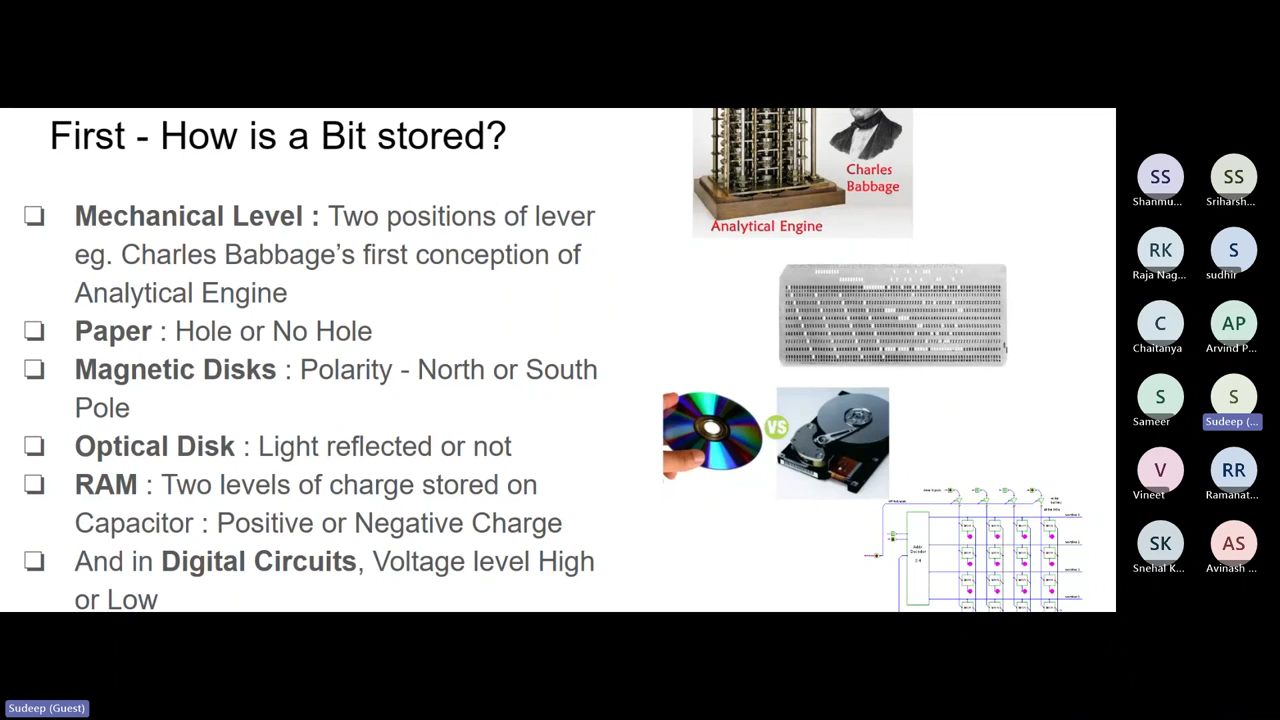 First - How is a Bit stored?
❏ Mechanical Level : Two positions of lever
eg. Charles Babbage’s first conception of
Analytical Engine
❏ Paper : Hole or No Hole
❏ Magnetic Disks : Polarity - North or South
Pole
❏ Optical Disk : Light reflected or not
❏ RAM : Two levels of charge stored on
Capacitor : Positive or Negative Charge
❏ And in Digital Circuits, Voltage level High
or Low
Charles
Babbage
Analytical Engine
VS
SS
Shanmu...
SS
Sriharsh...
RK
Raja Nag...
S
sudhir
C
Chaitanya
AP
Arvind P...
S
Sameer
S
Sudeep (...
V
Vineet
RR
Ramanat...
SK
Snehal K...
AS
Avinash ...
Sudeep (Guest)